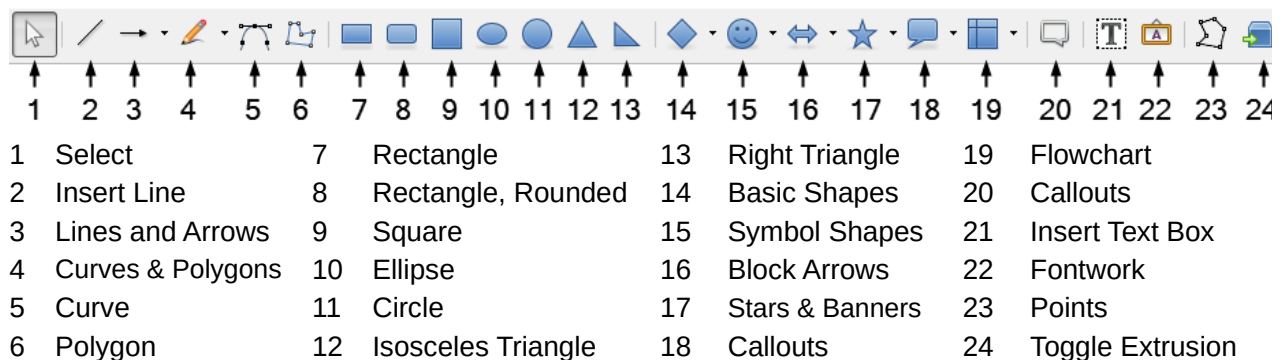 T A
1 2 3 4 5 6 7 8 9 10 11 12 13 14 15 16 17 18 19 20 21 22 23 24
1 Select 7 Rectangle 13 Right Triangle 19 Flowchart
2 Insert Line 8 Rectangle, Rounded 14 Basic Shapes 20 Callouts
3 Lines and Arrows 9 Square 15 Symbol Shapes 21 Insert Text Box
4 Curves & Polygons 10 Ellipse 16 Block Arrows 22 Fontwork
5 Curve 11 Circle 17 Stars & Banners 23 Points
6 Polygon 12 Isosceles Triangle 18 Callouts 24 Toggle Extrusion